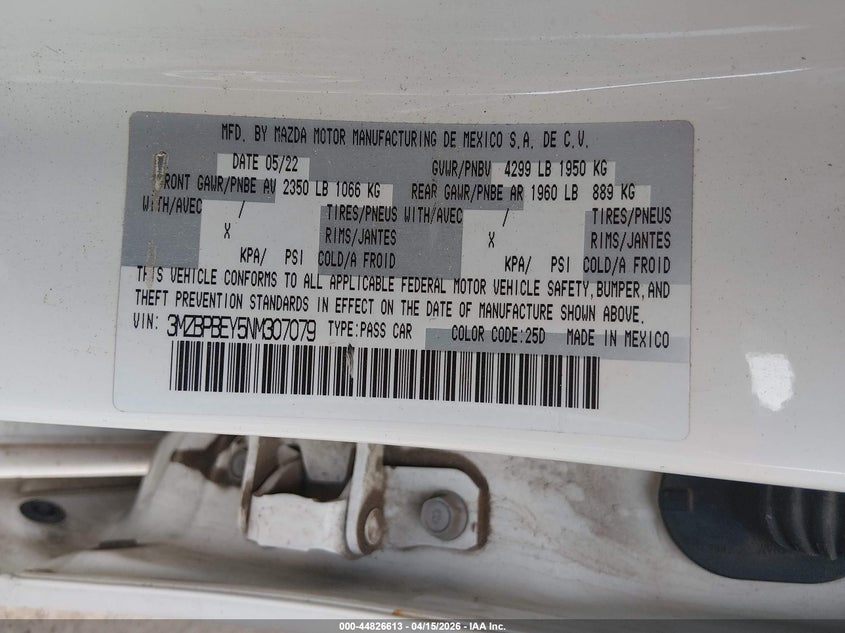 MFD. BY MAZDA MOTOR MANUFACTURING DE MEXICO S.A. DE C.V.
DATE 05/22 GVWR/PNBV 4299 LB 1950 KG
FRONT GAWR/PNBE AV 2350 LB 1066 KG REAR GAWR/PNBE AR 1960 LB 889 KG
WITH/AVEC / TIRES/PNEUS WITH/AVEC / TIRES/PNEUS
X RIMS/JANTES X RIMS/JANTES
KPA/ PSI COLD/A FROID KPA/ PSI COLD/A FROID
THIS VEHICLE CONFORMS TO ALL APPLICABLE FEDERAL MOTOR VEHICLE SAFETY, BUMPER, AND
THEFT PREVENTION STANDARDS IN EFFECT ON THE DATE OF MANUFACTURE SHOWN ABOVE.
VIN: 3MZBPBEY5NM307079 TYPE:PASS CAR COLOR CODE:25D MADE IN MEXICO
000-44826613 - 04/15/2026 - IAA Inc.